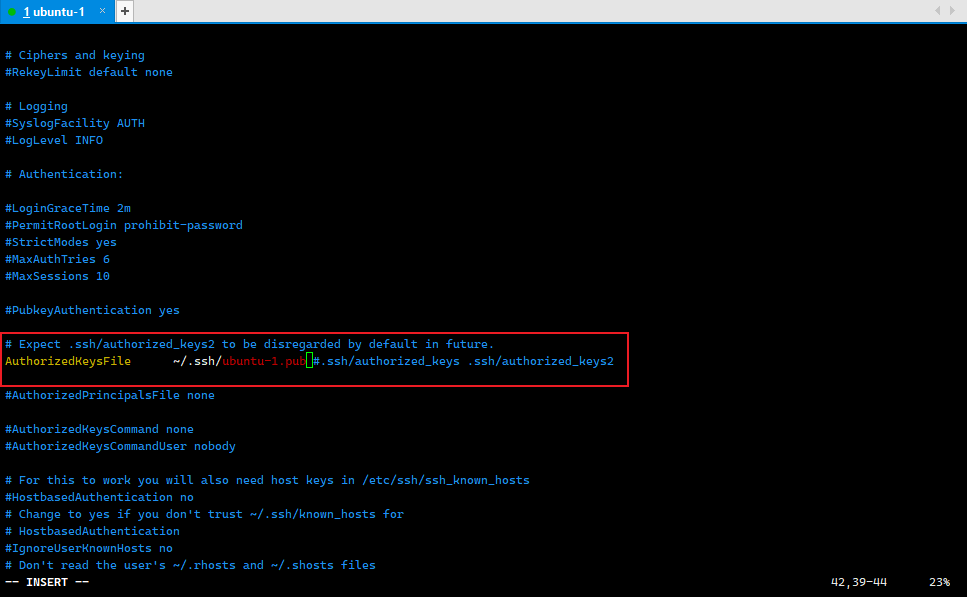 1 ubuntu-1 × +
# Ciphers and keying
#RekeyLimit default none
# Logging
#SyslogFacility AUTH
#LogLevel INFO
# Authentication:
#LoginGraceTime 2m
#PermitRootLogin prohibit-password
#StrictModes yes
#MaxAuthTries 6
#MaxSessions 10
#PubkeyAuthentication yes
# Expect .ssh/authorized_keys2 to be disregarded by default in future.
AuthorizedKeysFile      ~/.ssh/ubuntu-1.pub #.ssh/authorized_keys .ssh/authorized_keys2
#AuthorizedPrincipalsFile none
#AuthorizedKeysCommand none
#AuthorizedKeysCommandUser nobody
# For this to work you will also need host keys in /etc/ssh/ssh_known_hosts
#HostbasedAuthentication no
# Change to yes if you don't trust ~/.ssh/known_hosts for
# HostbasedAuthentication
#IgnoreUserKnownHosts no
# Don't read the user's ~/.rhosts and ~/.shosts files
-- INSERT --                    42,39-44      23%